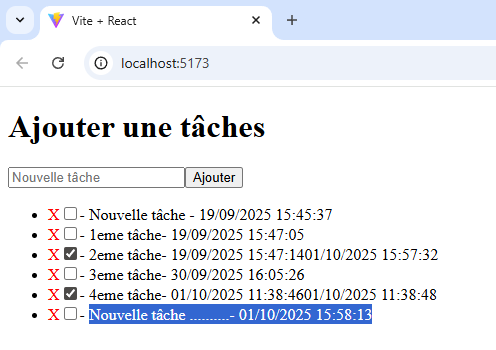 Vite + React
localhost:5173
Ajouter une tâches
Nouvelle tâche Ajouter
X - Nouvelle tâche - 19/09/2025 15:45:37
X - 1eme tâche- 19/09/2025 15:47:05
X - 2eme tâche- 19/09/2025 15:47:1401/10/2025 15:57:32
X - 3eme tâche- 30/09/2025 16:05:26
X - 4eme tâche- 01/10/2025 11:38:4601/10/2025 11:38:48
X - Nouvelle tâche ..........- 01/10/2025 15:58:13